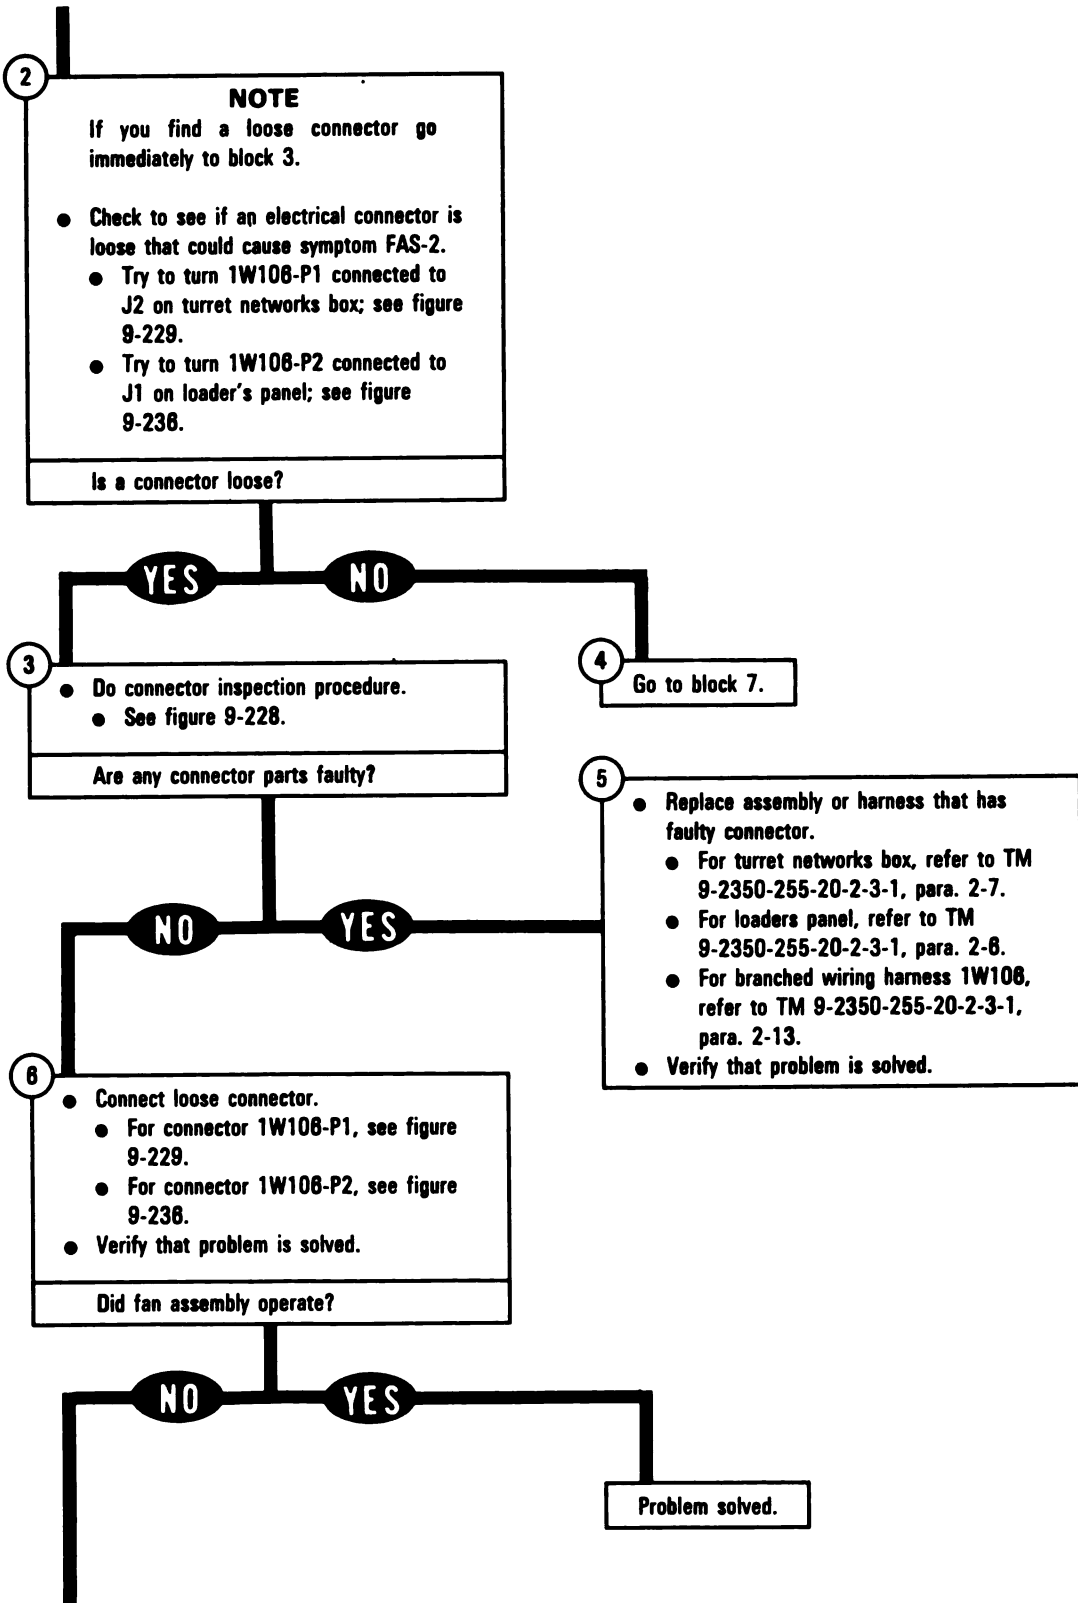 2
NOTE
If you find a loose connector go
immediately to block 3.
● Check to see if an electrical connector is
loose that could cause symptom FAS-2.
● Try to turn 1W106-P1 connected to
J2 on turret networks box; see figure
9-229.
● Try to turn 1W106-P2 connected to
J1 on loader's panel; see figure
9-236.
Is a connector loose?
YES
NO
3
● Do connector inspection procedure.
● See figure 9-228.
Are any connector parts faulty?
4
Go to block 7.
NO
YES
5
● Replace assembly or harness that has
faulty connector.
● For turret networks box, refer to TM
9-2350-255-20-2-3-1, para. 2-7.
● For loaders panel, refer to TM
9-2350-255-20-2-3-1, para. 2-6.
● For branched wiring harness 1W106,
refer to TM 9-2350-255-20-2-3-1,
para. 2-13.
● Verify that problem is solved.
6
● Connect loose connector.
● For connector 1W106-P1, see figure
9-229.
● For connector 1W106-P2, see figure
9-236.
● Verify that problem is solved.
Did fan assembly operate?
NO
YES
Problem solved.